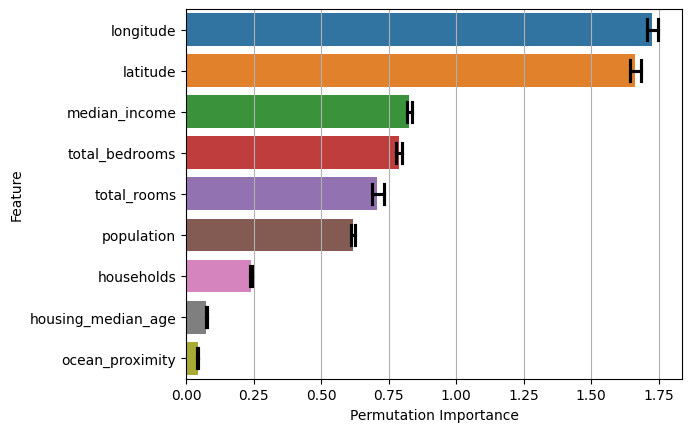 longitude
latitude
median_income
total_bedrooms
total_rooms
population
households
housing_median_age
ocean_proximity
Feature
0.00 0.25 0.50 0.75 1.00 1.25 1.50 1.75
Permutation Importance